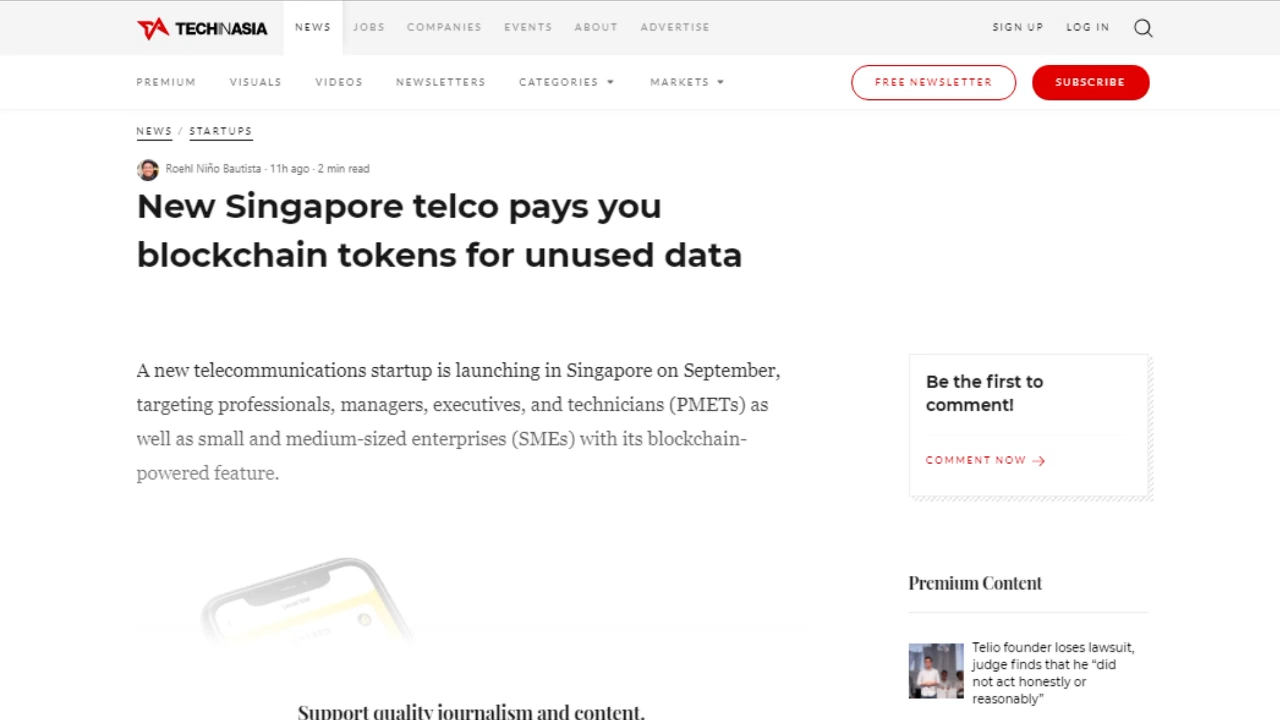 TECHINASIA
NEWS
JOBS
COMPANIES
EVENTS
ABOUT
ADVERTISE
SIGN UP
LOG IN
PREMIUM
VISUALS
VIDEOS
NEWSLETTERS
CATEGORIES
MARKETS
FREE NEWSLETTER
SUBSCRIBE
NEWS / STARTUPS
Roehl Niño Bautista · 11h ago · 2 min read
New Singapore telco pays you
blockchain tokens for unused data
A new telecommunications startup is launching in Singapore on September,
targeting professionals, managers, executives, and technicians (PMETs) as
well as small and medium-sized enterprises (SMEs) with its blockchain-
powered feature.
Be the first to
comment!
COMMENT NOW →
Premium Content
Telio founder loses lawsuit,
judge finds that he “did
not act honestly or
reasonably”
Support quality journalism and content.